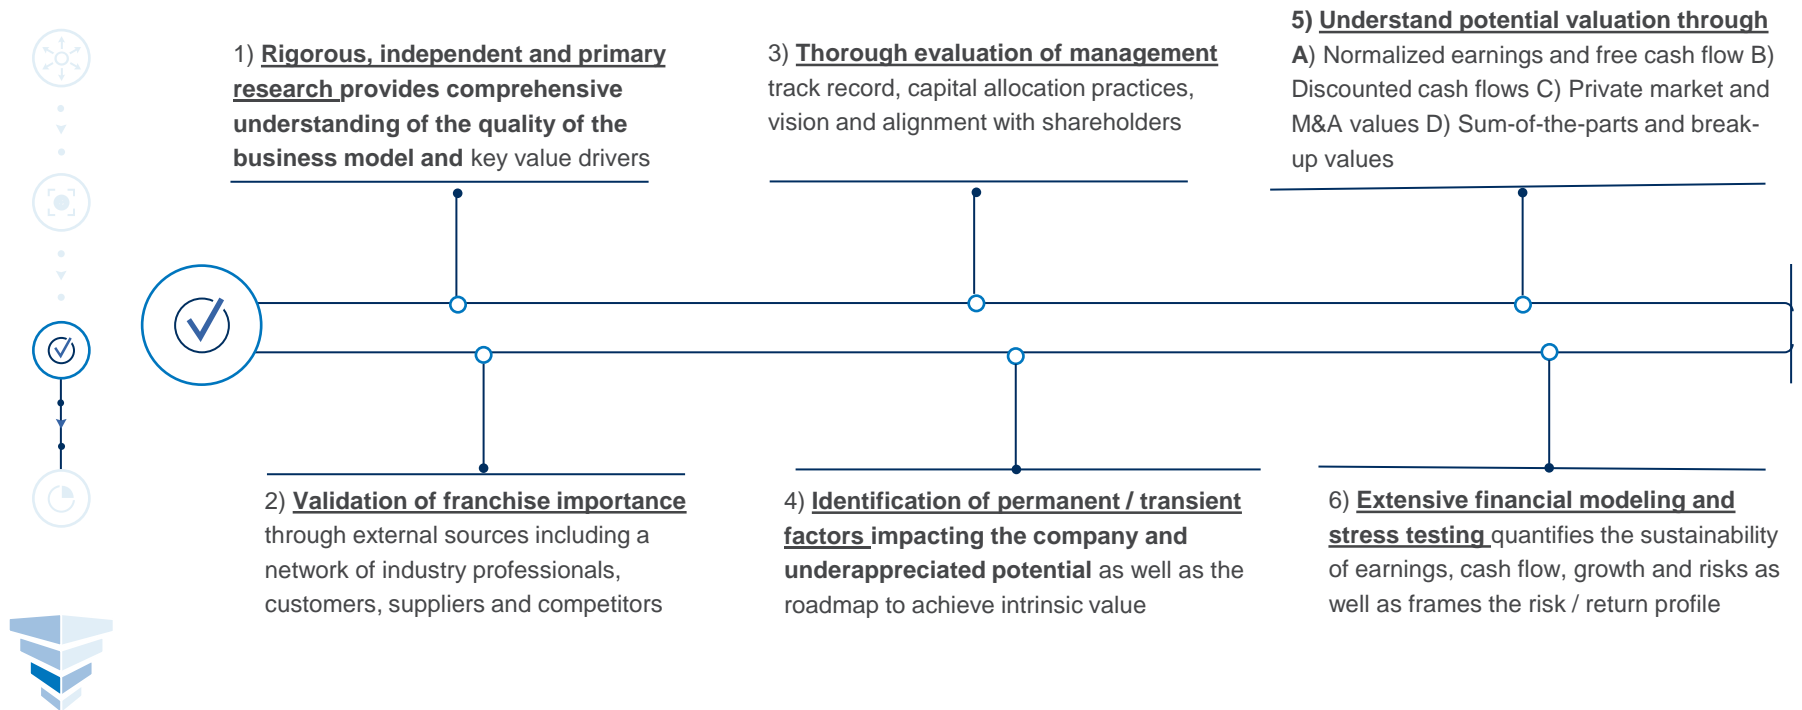 1) Rigorous, independent and primary
research provides comprehensive
understanding of the quality of the
business model and key value drivers
3) Thorough evaluation of management
track record, capital allocation practices,
vision and alignment with shareholders
5) Understand potential valuation through
A) Normalized earnings and free cash flow B)
Discounted cash flows C) Private market and
M&A values D) Sum-of-the-parts and break-
up values
2) Validation of franchise importance
through external sources including a
network of industry professionals,
customers, suppliers and competitors
4) Identification of permanent / transient
factors impacting the company and
underappreciated potential as well as the
roadmap to achieve intrinsic value
6) Extensive financial modeling and
stress testing quantifies the sustainability
of earnings, cash flow, growth and risks as
well as frames the risk / return profile